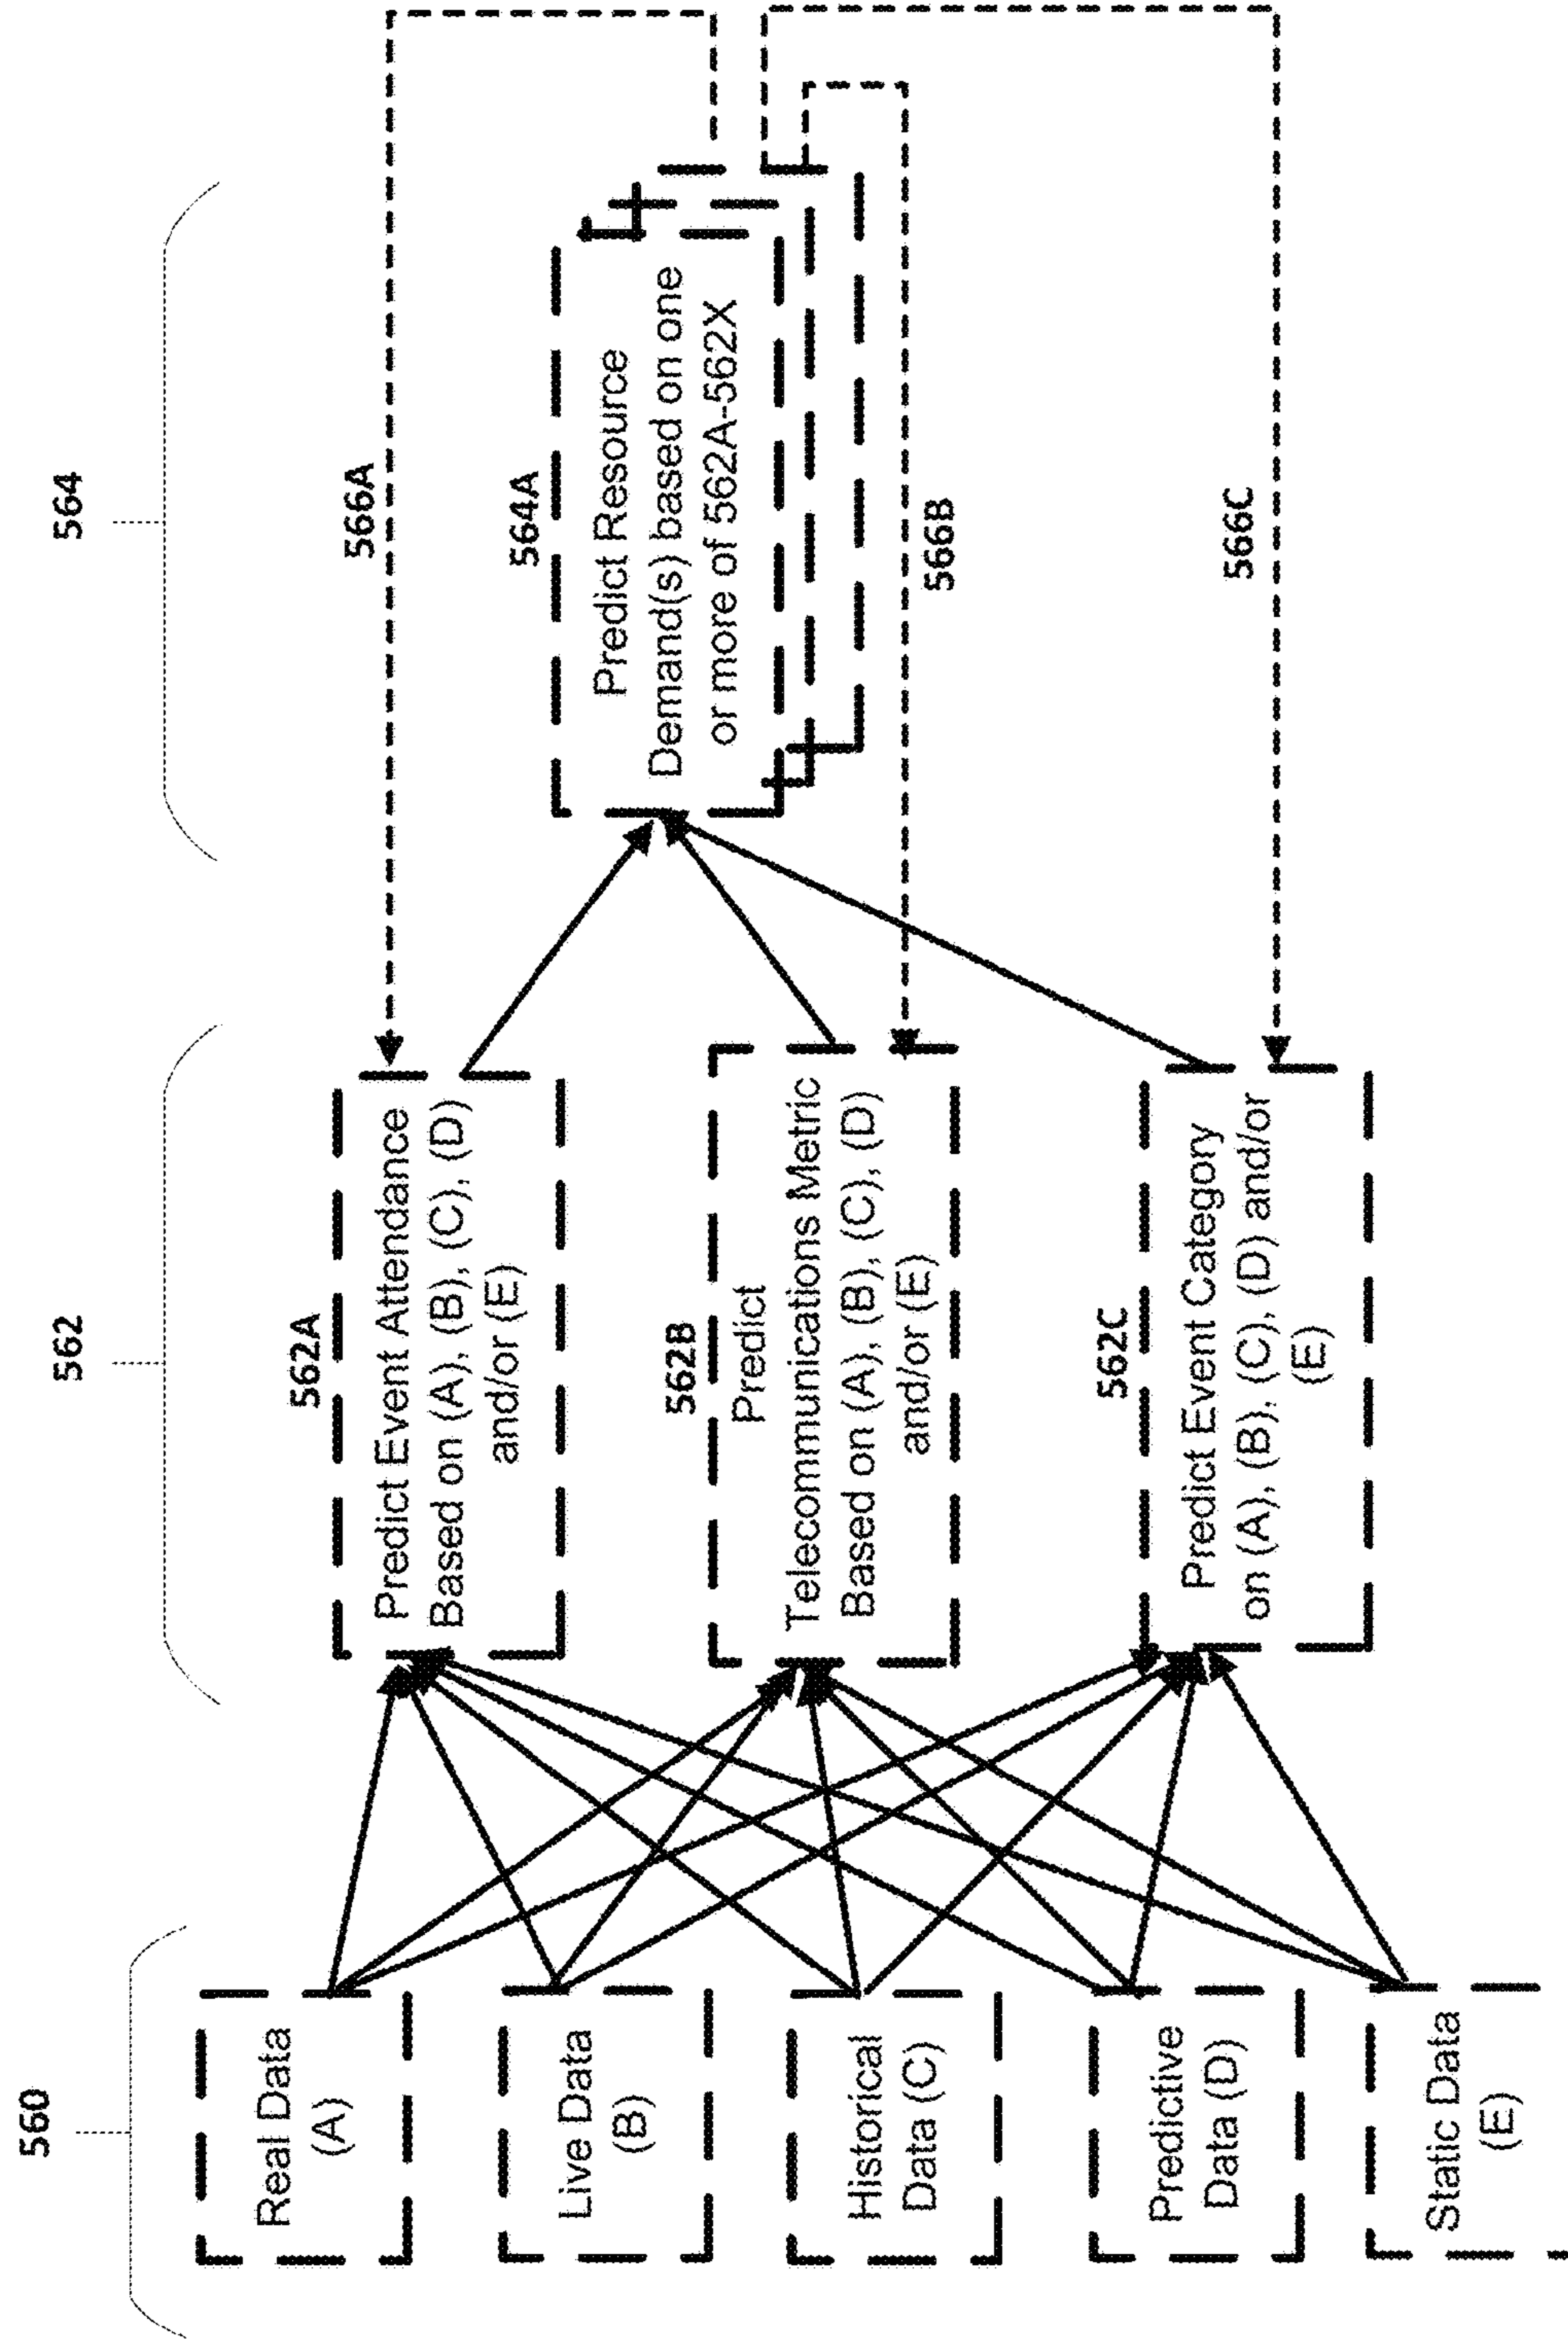 560
Real Data
(A)
Live Data
(B)
Historical
Data (C)
Predictive
Data (D)
Static Data
(E)
562
562A
Predict Event Attendance
Based on (A), (B), (C), (D)
and/or (E)
562B
Predict
Telecommunications Metric
Based on (A), (B), (C), (D)
and/or (E)
562C
Predict Event Category
on (A), (B), (C), (D) and/or
(E)
564
566A
564A
Predict Resource
Demand(s) based on one
or more of 562A-562X
566B
566C